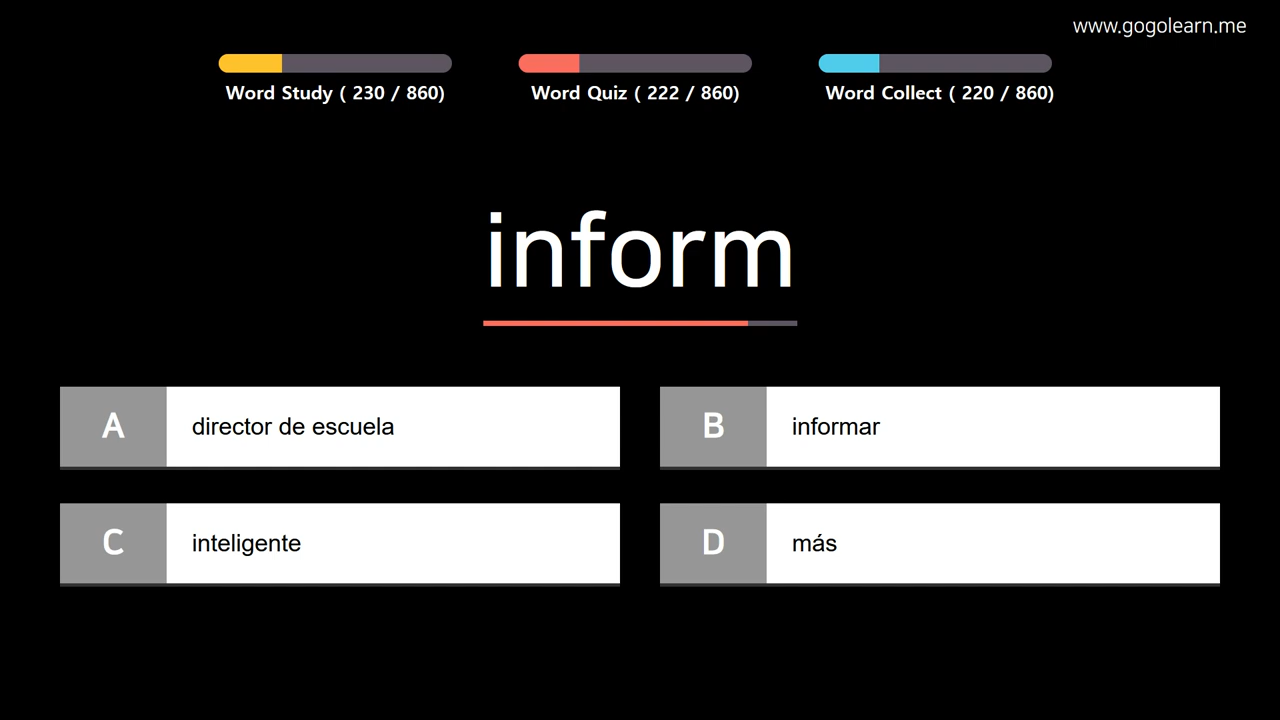 www.gogolearn.me
Word Study ( 230 / 860)
Word Quiz ( 222 / 860)
Word Collect ( 220 / 860)
inform
A director de escuela
B informar
C inteligente
D más